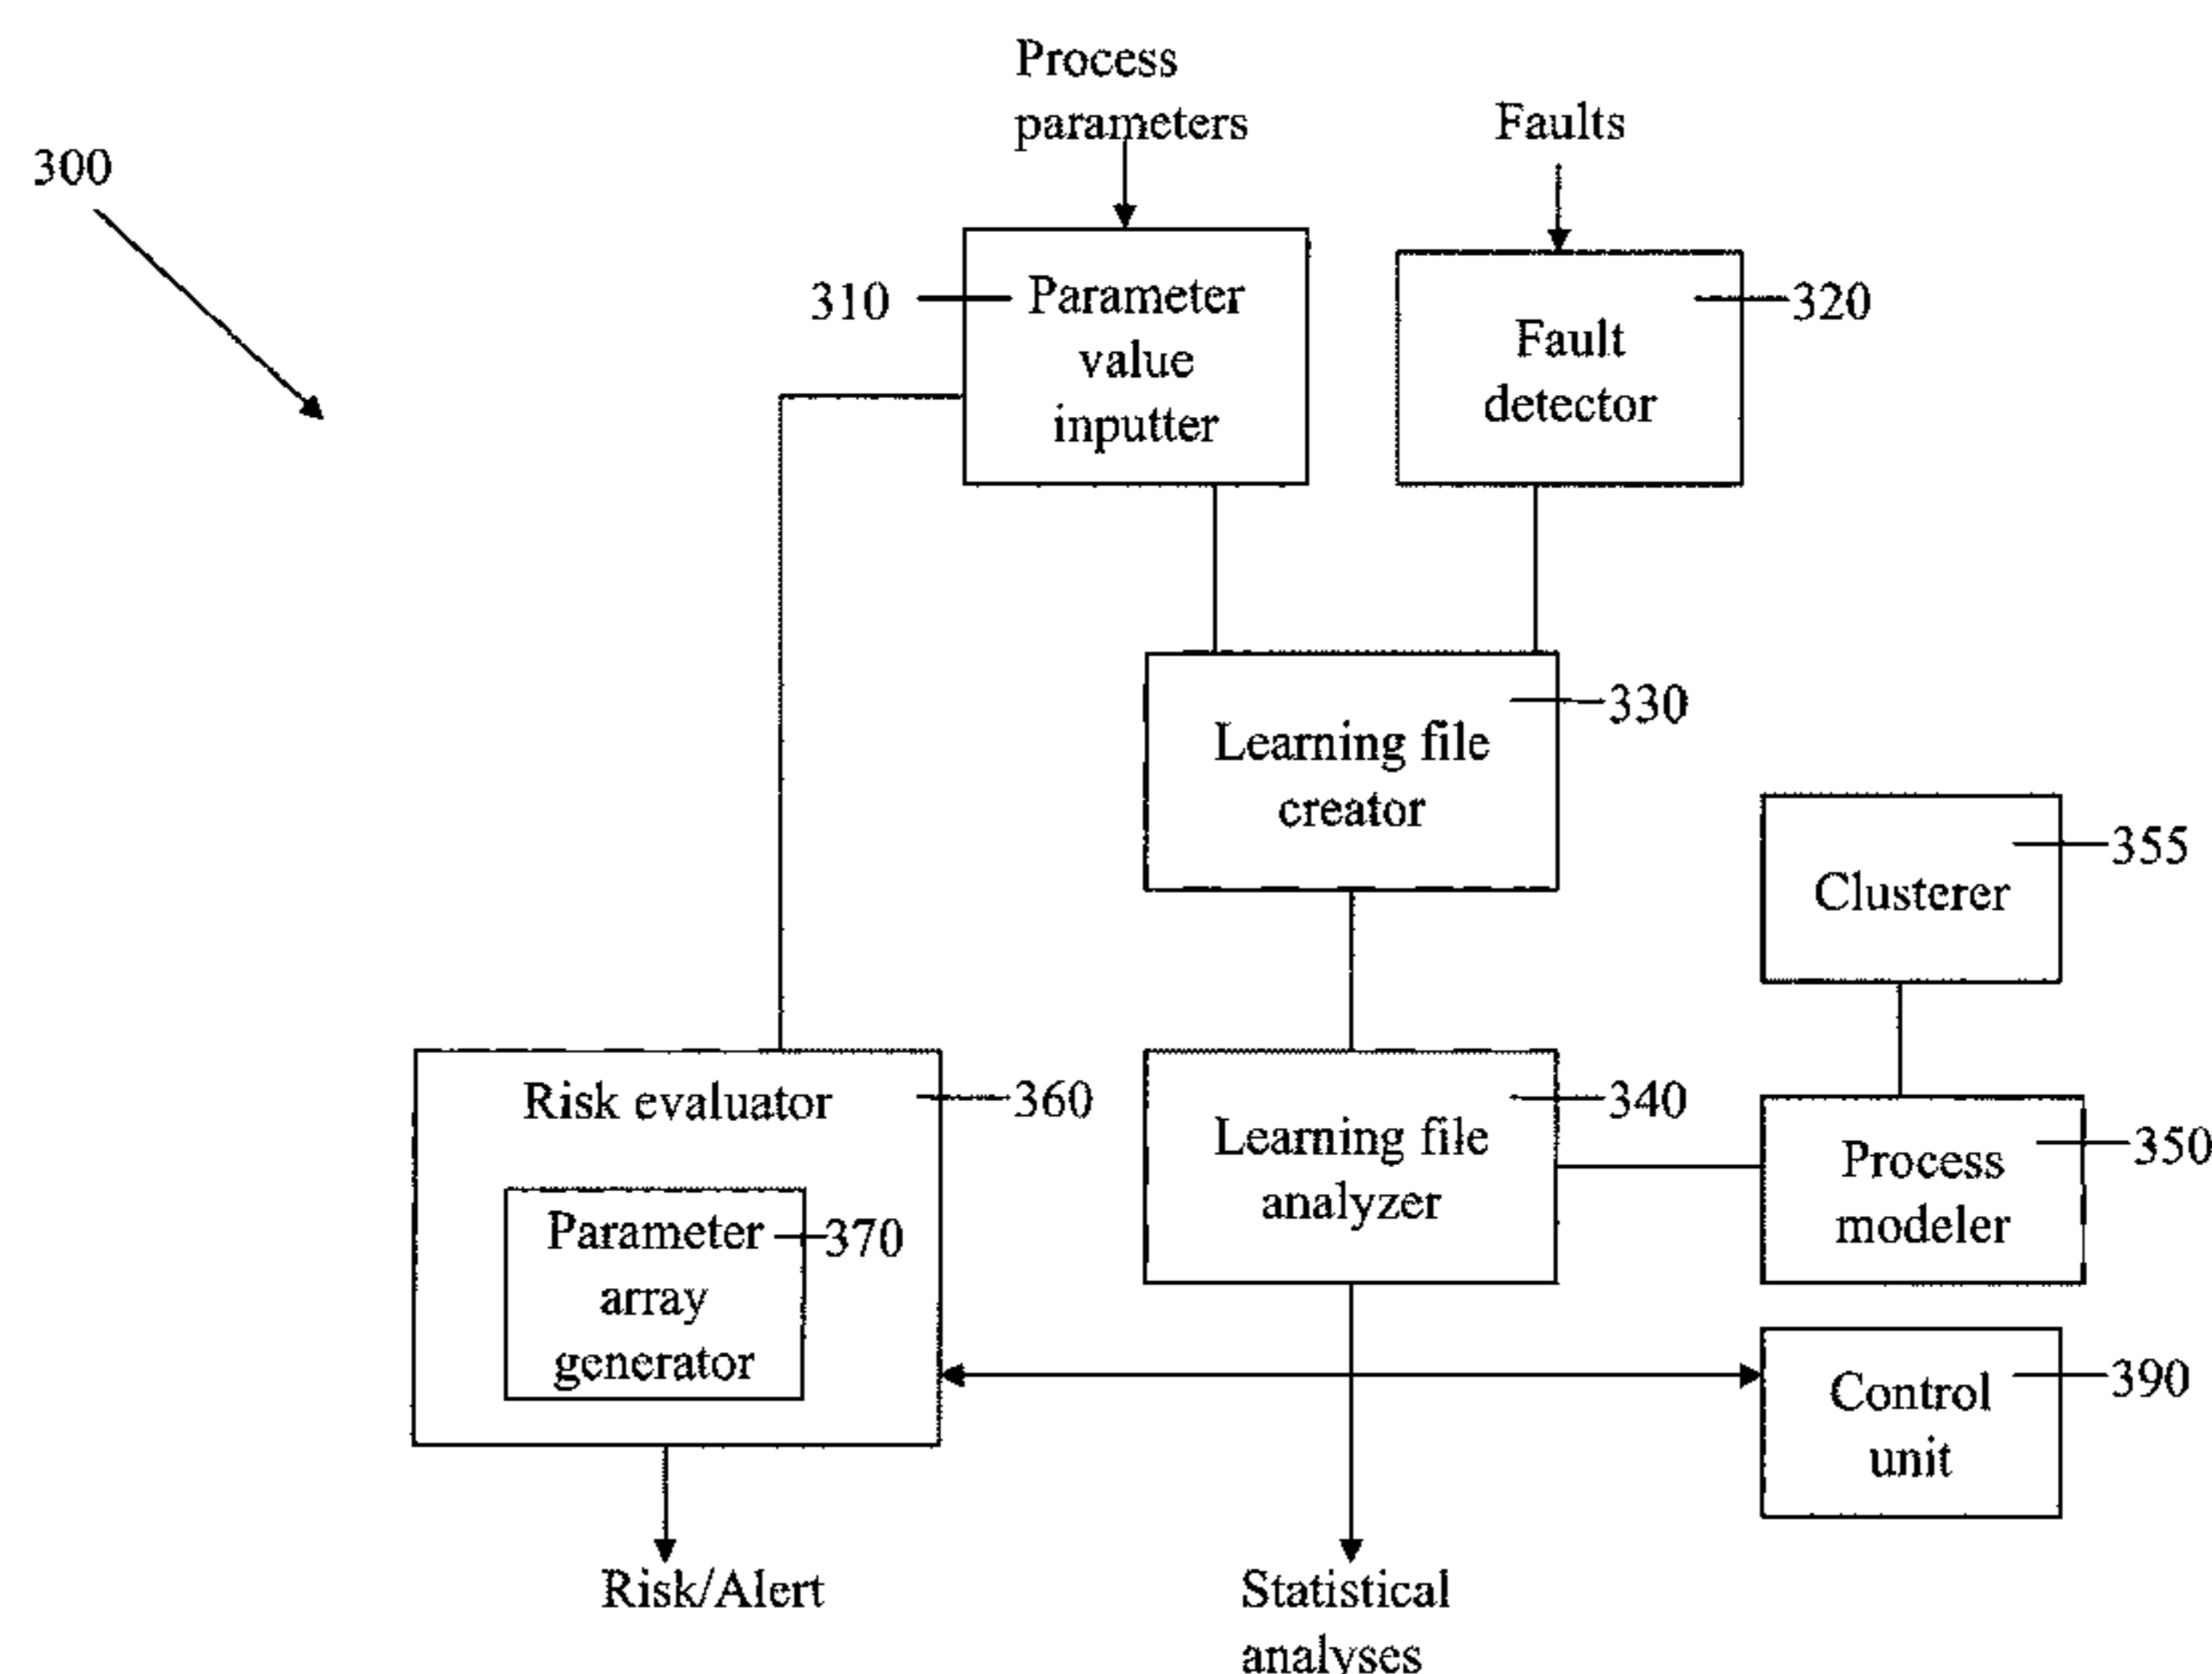 Process
parameters
Faults
300
310
Parameter
value
inputter
320
Fault
detector
330
Learning file
creator
355
Clusterer
Risk evaluator
360
Parameter
370
array
generator
340
Learning file
analyzer
350
Process
modeler
390
Control
unit
Risk/Alert
Statistical
analyses